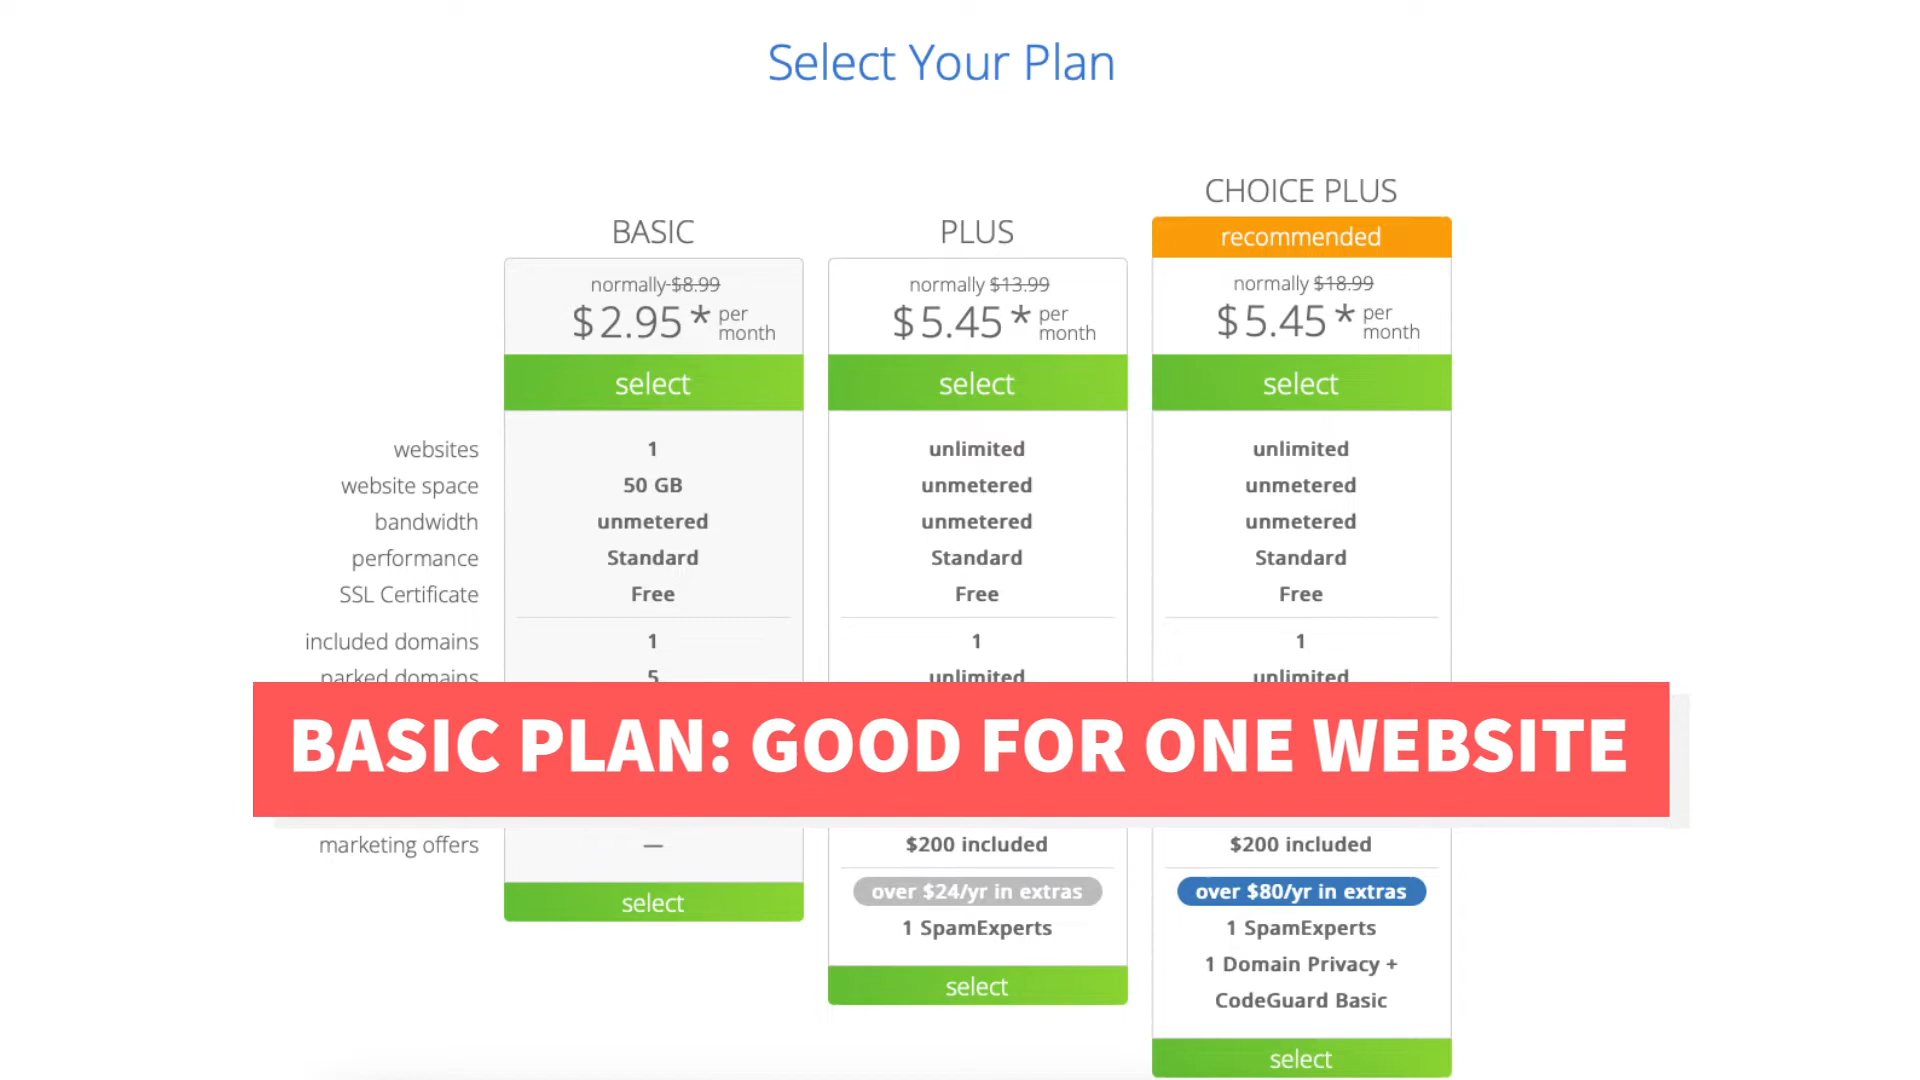 Select Your Plan
BASIC PLUS CHOICE PLUS
recommended
normally $8.99 normally $13.99 normally $18.99
$2.95* per month $5.45* per month $5.45* per month
select select select
websites 1 unlimited unlimited
website space 50 GB unmetered unmetered
bandwidth unmetered unmetered unmetered
performance Standard Standard Standard
SSL Certificate Free Free Free
included domains 1 1 1
parked domains 5 unlimited unlimited
BASIC PLAN: GOOD FOR ONE WEBSITE
marketing offers — $200 included $200 included
over $24/yr in extras over $80/yr in extras
select
1 SpamExperts 1 SpamExperts
1 Domain Privacy +
select
CodeGuard Basic
select